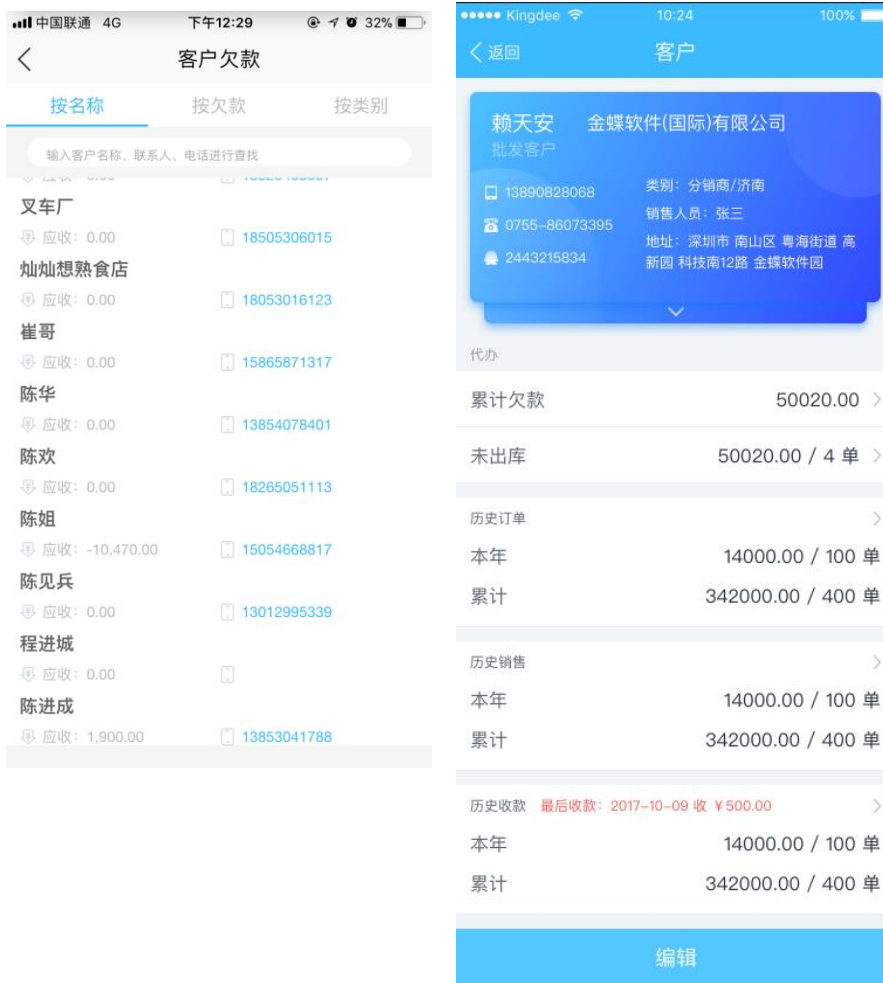 中国联通 4G 下午12:29 32%
客户欠款
按名称 按欠款 按类别
输入客户名称、联系人、电话进行查找
叉车厂
应收：0.00 18505306015
灿灿想熟食店
应收：0.00 18053016123
崔哥
应收：0.00 15865871317
陈华
应收：0.00 13854078401
陈欢
应收：0.00 18265051113
陈姐
应收：-10,470.00 15054668817
陈见兵
应收：0.00 13012995339
程进城
应收：0.00
陈进成
应收：1,900.00 13853041788
Kingdee 10:24 100%
返回 客户
赖天安 金蝶软件(国际)有限公司
批发客户
13890828068
0755-86073395
2443215834
类别：分销商/济南
销售人员：张三
地址：深圳市 南山区 粤海街道 高
新园 科技南12路 金蝶软件园
代办
累计欠款 50020.00
未出库 50020.00 / 4 单
历史订单
本年 14000.00 / 100 单
累计 342000.00 / 400 单
历史销售
本年 14000.00 / 100 单
累计 342000.00 / 400 单
历史收款 最后收款：2017-10-09 收 ￥500.00
本年 14000.00 / 100 单
累计 342000.00 / 400 单
编辑